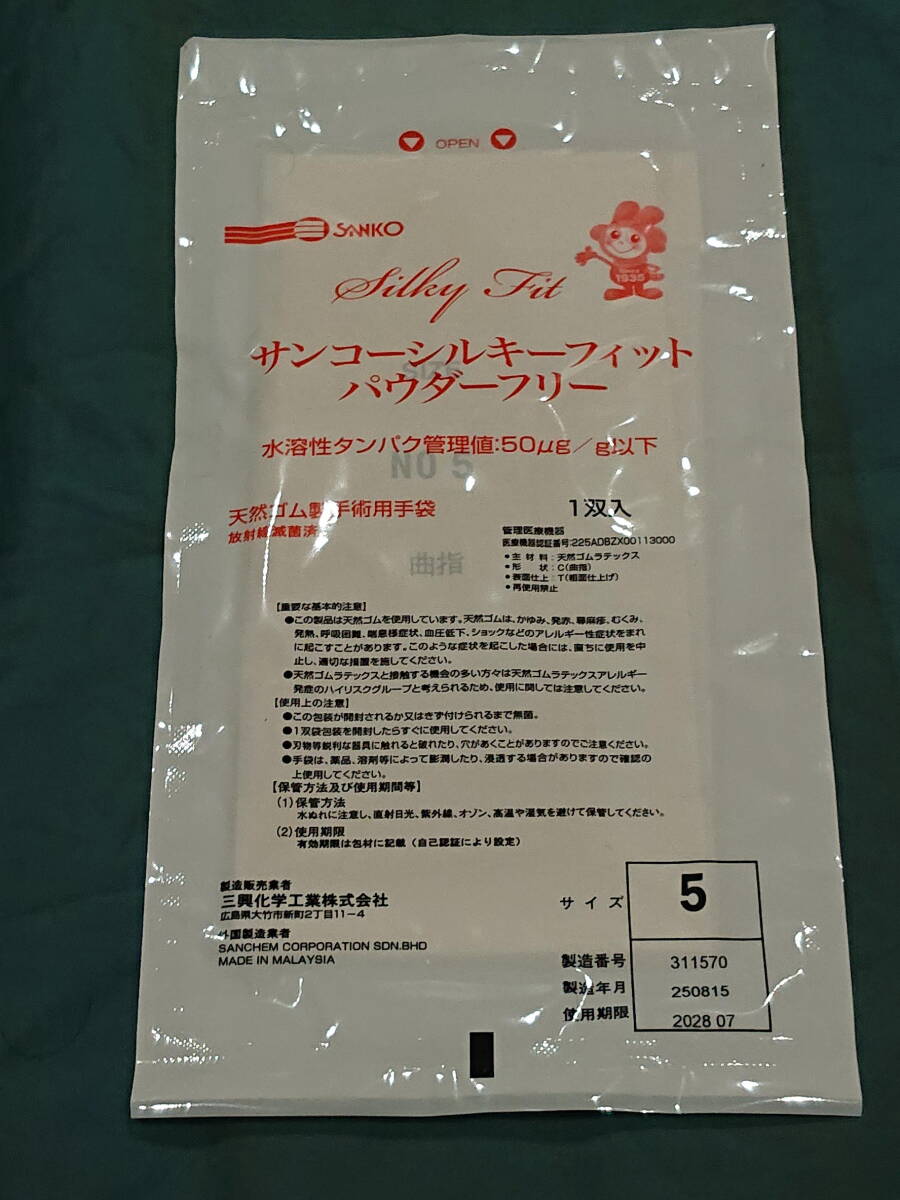 OPEN
SANKO
Silky Fit
Since 1935
サンコーシルキーフィット
パウダーフリー
SIZE
水溶性タンパク管理値:50μg/g以下
NO 5
天然ゴム製手術用手袋
1双入
放射線滅菌済
管理医療機器
医療機器認証番号:225ADBZX00113000
曲指
•主材料:天然ゴムラテックス
•形状:C(曲指)
•表面仕上:T(粗面仕上げ)
•再使用禁止
【重要な基本的注意】
●この製品は天然ゴムを使用しています。天然ゴムは、かゆみ、発赤、蕁麻疹、むくみ、
発熱、呼吸困難、喘息様症状、血圧低下、ショックなどのアレルギー性症状をまれ
に起こすことがあります。このような症状を起こした場合には、直ちに使用を中
止し、適切な措置を施してください。
●天然ゴムラテックスと接触する機会の多い方々は天然ゴムラテックスアレルギー
発症のハイリスクグループと考えられるため、使用に関しては注意してください。
【使用上の注意】
●この包装が開封されるか又はきず付けられるまで無菌。
●1双袋包装を開封したらすぐに使用してください。
●刃物等鋭利な器具に触れると破れたり、穴があくことがありますのでご注意ください。
●手袋は、薬品、溶剤等によって膨潤したり、浸透する場合がありますので確認の
上使用してください。
【保管方法及び使用期間等】
(1)保管方法
水ぬれに注意し、直射日光、紫外線、オゾン、高温や湿気を避けて保管してください。
(2)使用期限
有効期限は包材に記載(自己認証により設定)
製造販売業者
三興化学工業株式会社
広島県大竹市新町2丁目11-4
外国製造業者
SANCHEM CORPORATION SDN.BHD
MADE IN MALAYSIA
サイズ 5
製造番号 311570
製造年月 250815
使用期限 2028 07